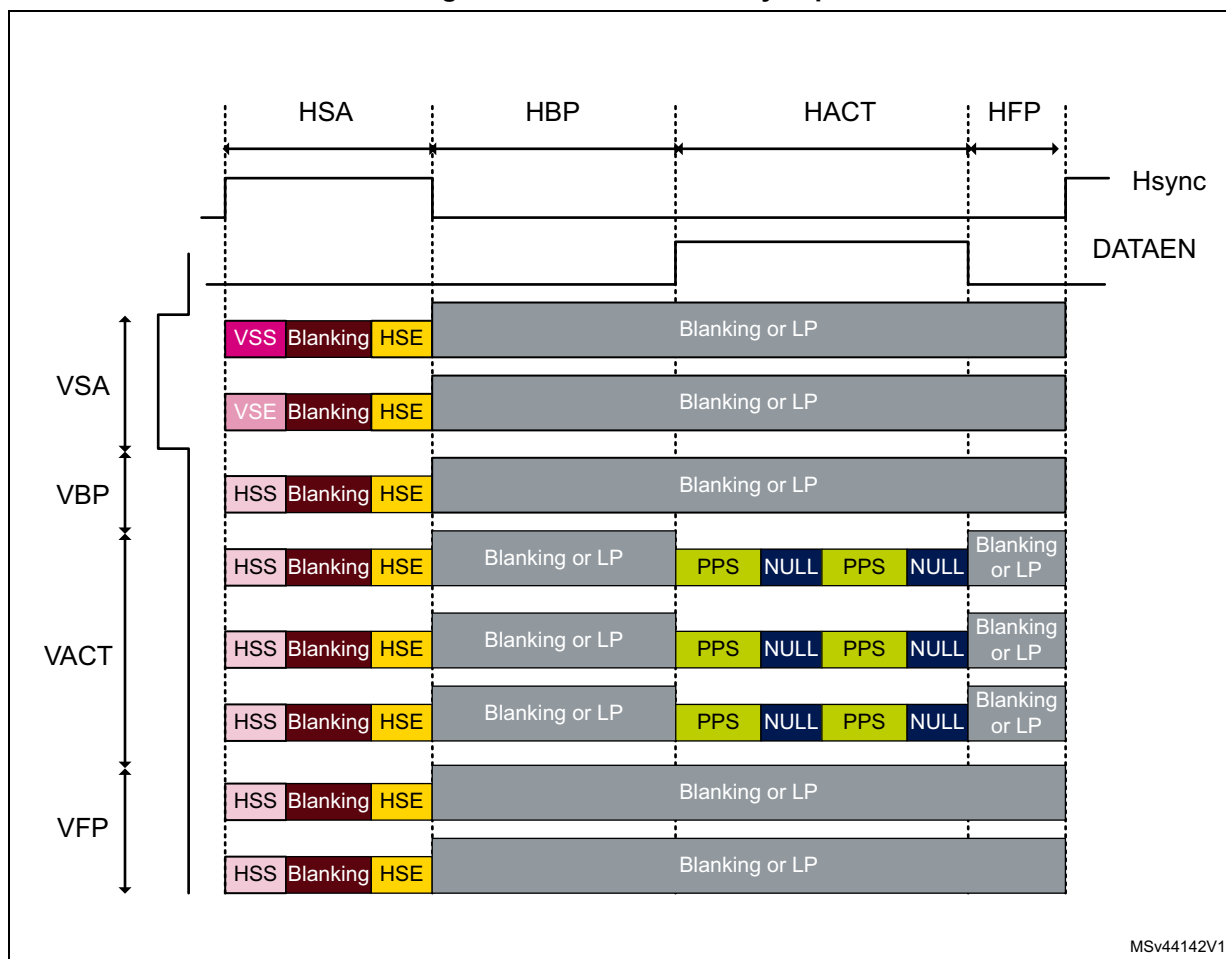 HSA HBP HACT HFP
Hsync
DATAEN
VSS Blanking HSE Blanking or LP
VSA
VSE Blanking HSE Blanking or LP
VBP
HSS Blanking HSE Blanking or LP
HSS Blanking HSE Blanking or LP PPS NULL PPS NULL Blanking
or LP
VACT
HSS Blanking HSE Blanking or LP PPS NULL PPS NULL Blanking
or LP
HSS Blanking HSE Blanking or LP PPS NULL PPS NULL Blanking
or LP
HSS Blanking HSE Blanking or LP
VFP
HSS Blanking HSE Blanking or LP
MSv44142V1